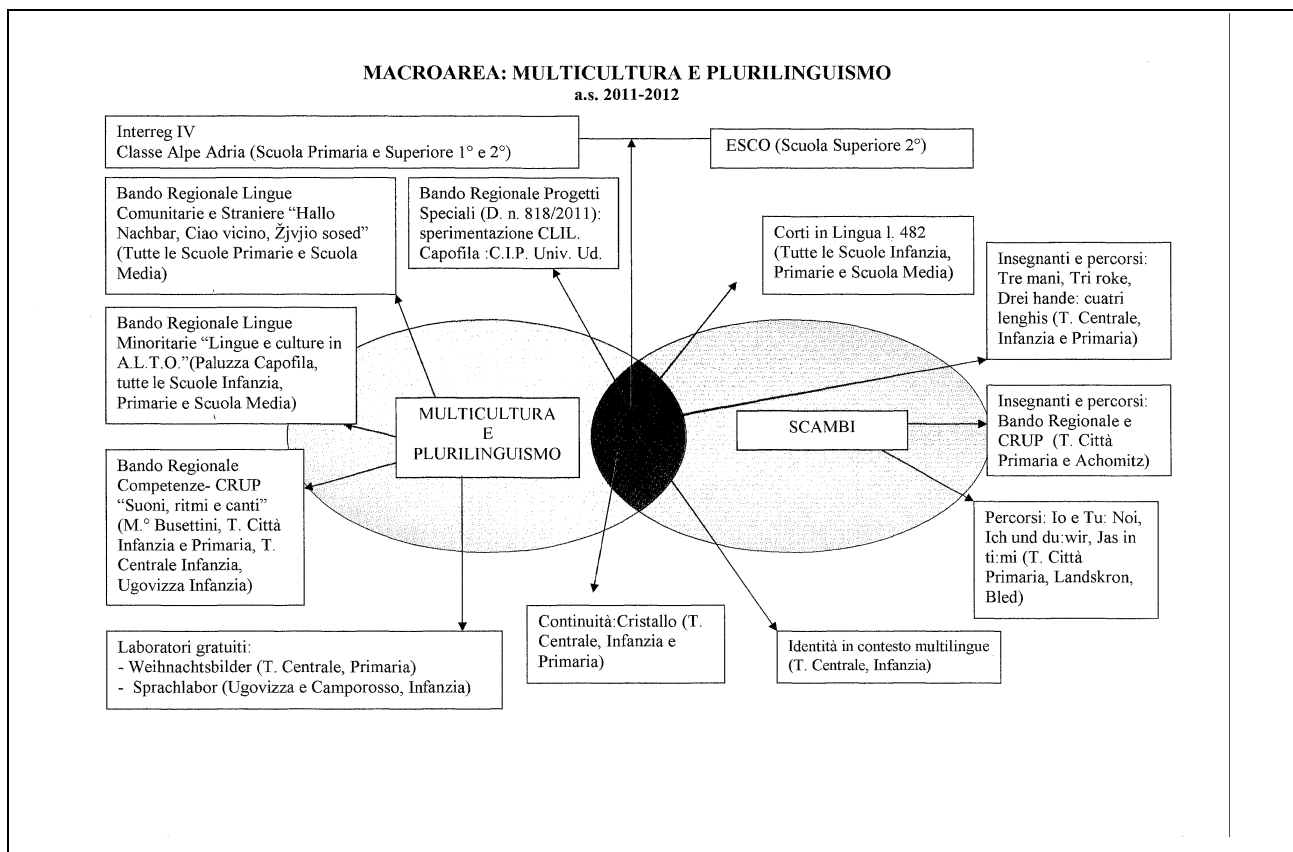 MACROAREA: MULTICULTURA E PLURILINGUISMO
a.s. 2011-2012
Interreg IV
Classe Alpe Adria (Scuola Primaria e Superiore 1° e 2°)
ESCO (Scuola Superiore 2°)
Bando Regionale Lingue
Comunitarie e Straniere “Hallo
Nachbar, Ciao vicino, Žjvjio sosed”
(Tutte le Scuole Primarie e Scuola
Media)
Bando Regionale Progetti
Speciali (D. n. 818/2011):
sperimentazione CLIL.
Capofila :C.I.P. Univ. Ud.
Corti in Lingua l. 482
(Tutte le Scuole Infanzia,
Primarie e Scuola Media)
Insegnanti e percorsi:
Tre mani, Tri roke,
Drei hande: cuatri
lenghis (T. Centrale,
Infanzia e Primaria)
Bando Regionale Lingue
Minoritarie “Lingue e culture in
A.L.T.O.”(Paluzza Capofila,
tutte le Scuole Infanzia,
Primarie e Scuola Media)
MULTICULTURA
E
PLURILINGUISMO
SCAMBI
Insegnanti e percorsi:
Bando Regionale e
CRUP (T. Città
Primaria e Achomitz)
Bando Regionale
Competenze- CRUP
“Suoni, ritmi e canti”
(M.° Busettini, T. Città
Infanzia e Primaria, T.
Centrale Infanzia,
Ugovizza Infanzia)
Percorsi: Io e Tu: Noi,
Ich und du:wir, Jas in
ti:mi (T. Città
Primaria, Landskron,
Bled)
Laboratori gratuiti:
- Weihnachtsbilder (T. Centrale, Primaria)
- Sprachlabor (Ugovizza e Camporosso, Infanzia)
Continuità:Cristallo (T.
Centrale, Infanzia e
Primaria)
Identità in contesto multilingue
(T. Centrale, Infanzia)